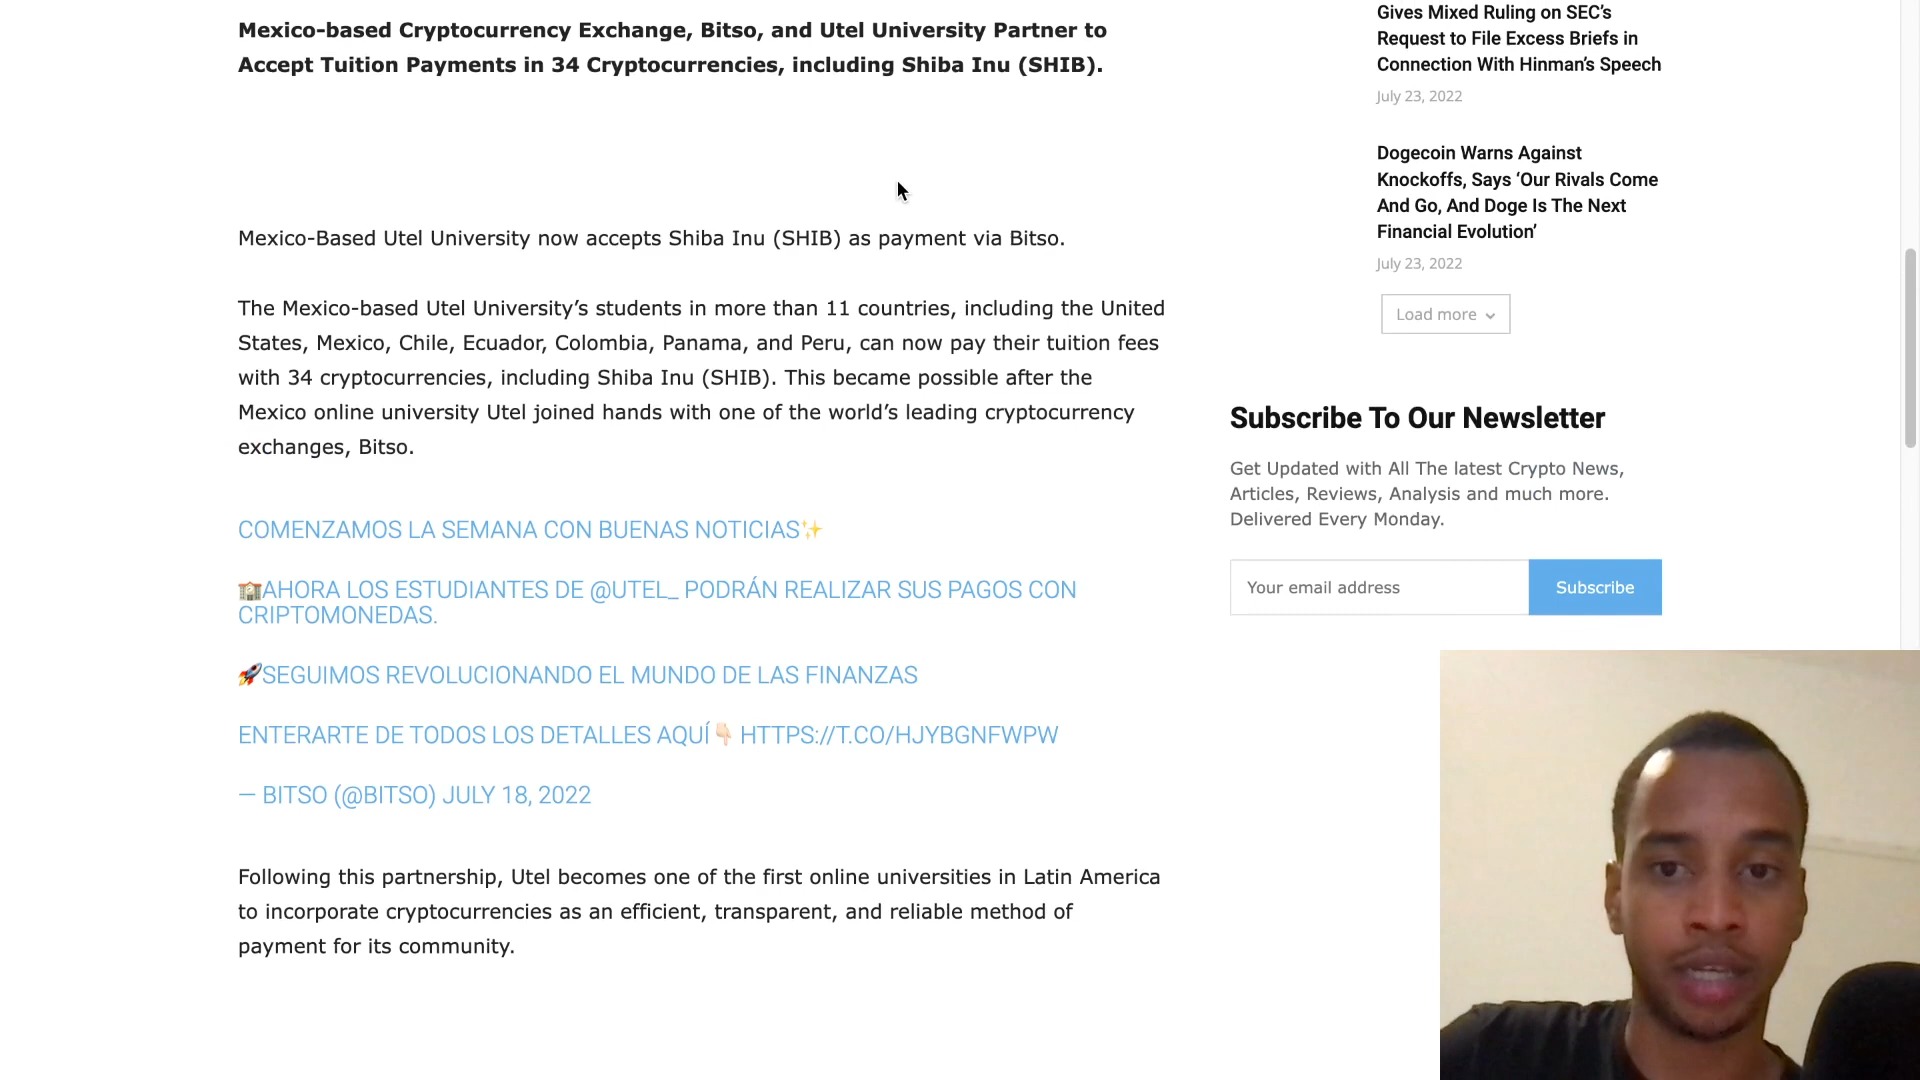 Mexico-based Cryptocurrency Exchange, Bitso, and Utel University Partner to
Accept Tuition Payments in 34 Cryptocurrencies, including Shiba Inu (SHIB).
Mexico-Based Utel University now accepts Shiba Inu (SHIB) as payment via Bitso.
The Mexico-based Utel University’s students in more than 11 countries, including the United
States, Mexico, Chile, Ecuador, Colombia, Panama, and Peru, can now pay their tuition fees
with 34 cryptocurrencies, including Shiba Inu (SHIB). This became possible after the
Mexico online university Utel joined hands with one of the world’s leading cryptocurrency
exchanges, Bitso.
COMENZAMOS LA SEMANA CON BUENAS NOTICIAS✨
🏫AHORA LOS ESTUDIANTES DE @UTEL_ PODRÁN REALIZAR SUS PAGOS CON
CRIPTOMONEDAS.
🚀SEGUIMOS REVOLUCIONANDO EL MUNDO DE LAS FINANZAS
ENTERARTE DE TODOS LOS DETALLES AQUÍ👇🏻 HTTPS://T.CO/HJYBGNFWPW
— BITSO (@BITSO) JULY 18, 2022
Following this partnership, Utel becomes one of the first online universities in Latin America
to incorporate cryptocurrencies as an efficient, transparent, and reliable method of
payment for its community.
Gives Mixed Ruling on SEC’s
Request to File Excess Briefs in
Connection With Hinman’s Speech
July 23, 2022
Dogecoin Warns Against
Knockoffs, Says ‘Our Rivals Come
And Go, And Doge Is The Next
Financial Evolution’
July 23, 2022
Load more
Subscribe To Our Newsletter
Get Updated with All The latest Crypto News,
Articles, Reviews, Analysis and much more.
Delivered Every Monday.
Your email address
Subscribe